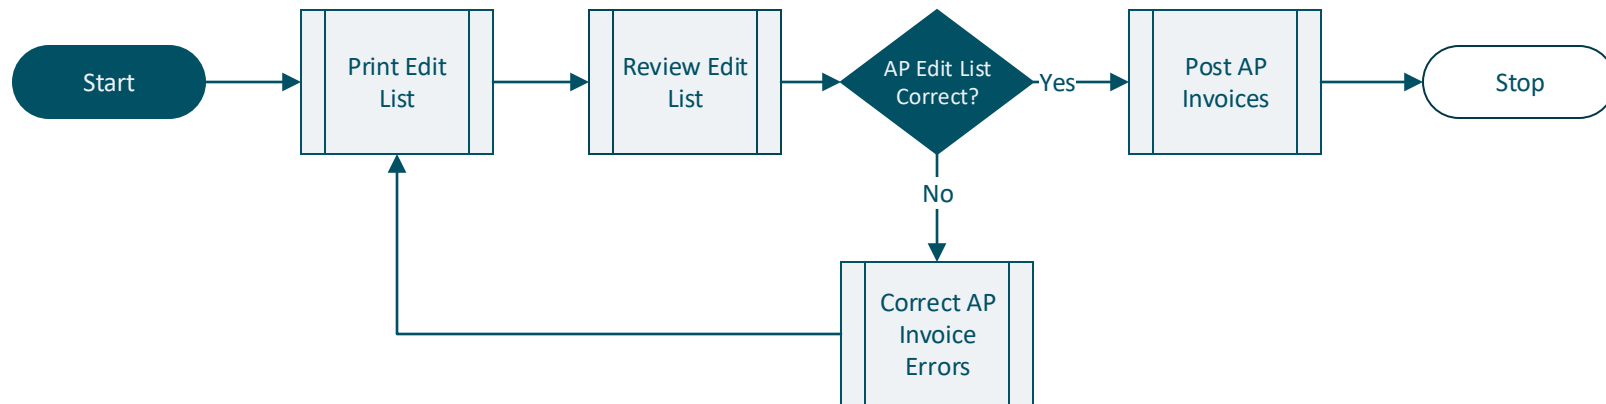 Start
Print Edit
List
Review Edit
List
AP Edit List
Correct?
Yes
Post AP
Invoices
Stop
No
Correct AP
Invoice
Errors